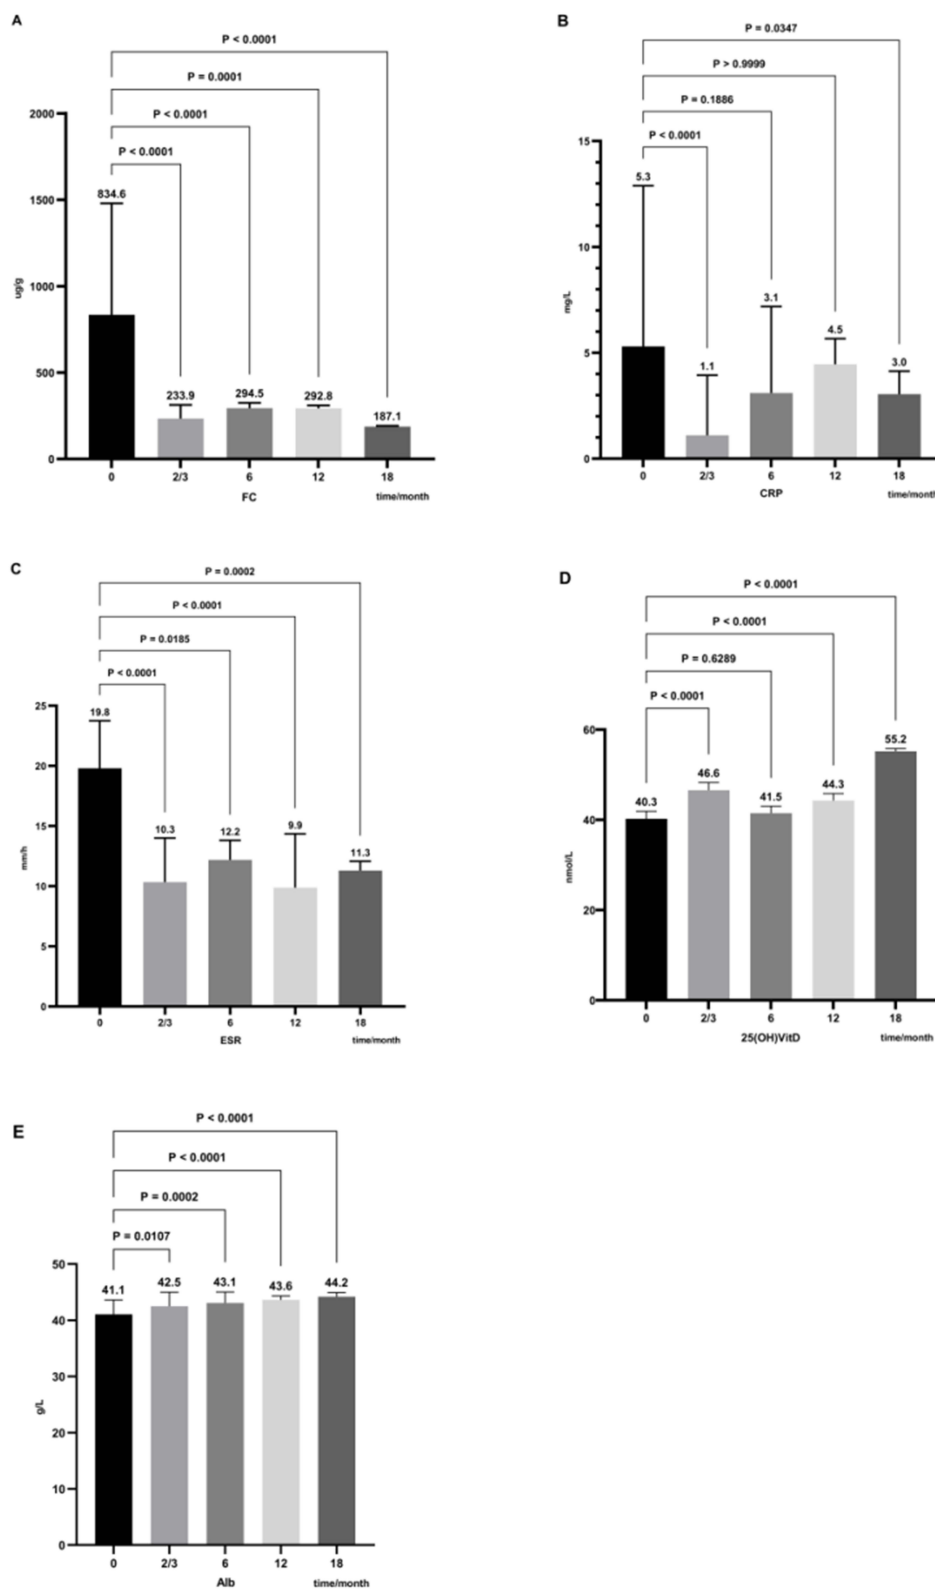 A
P < 0.0001
P = 0.0001
P < 0.0001
P < 0.0001
2000
1500
1000
500
0
ug/g
834.6
233.9
294.5
292.8
187.1
0 2/3 6 12 18
FC time/month
B
P = 0.0347
P > 0.9999
P = 0.1886
P < 0.0001
15
10
5
0
mg/L
5.3
1.1
3.1
4.5
3.0
0 2/3 6 12 18
CRP time/month
C
P = 0.0002
P < 0.0001
P = 0.0185
P < 0.0001
25
20
15
10
5
0
mm/h
19.8
10.3
12.2
9.9
11.3
0 2/3 6 12 18
ESR time/month
D
P < 0.0001
P < 0.0001
P = 0.6289
P < 0.0001
60
40
20
0
nmol/L
40.3
46.6
41.5
44.3
55.2
0 2/3 6 12 18
25(OH)VitD time/month
E
P < 0.0001
P < 0.0001
P = 0.0002
P = 0.0107
50
40
30
20
10
0
g/L
41.1
42.5
43.1
43.6
44.2
0 2/3 6 12 18
Alb time/month